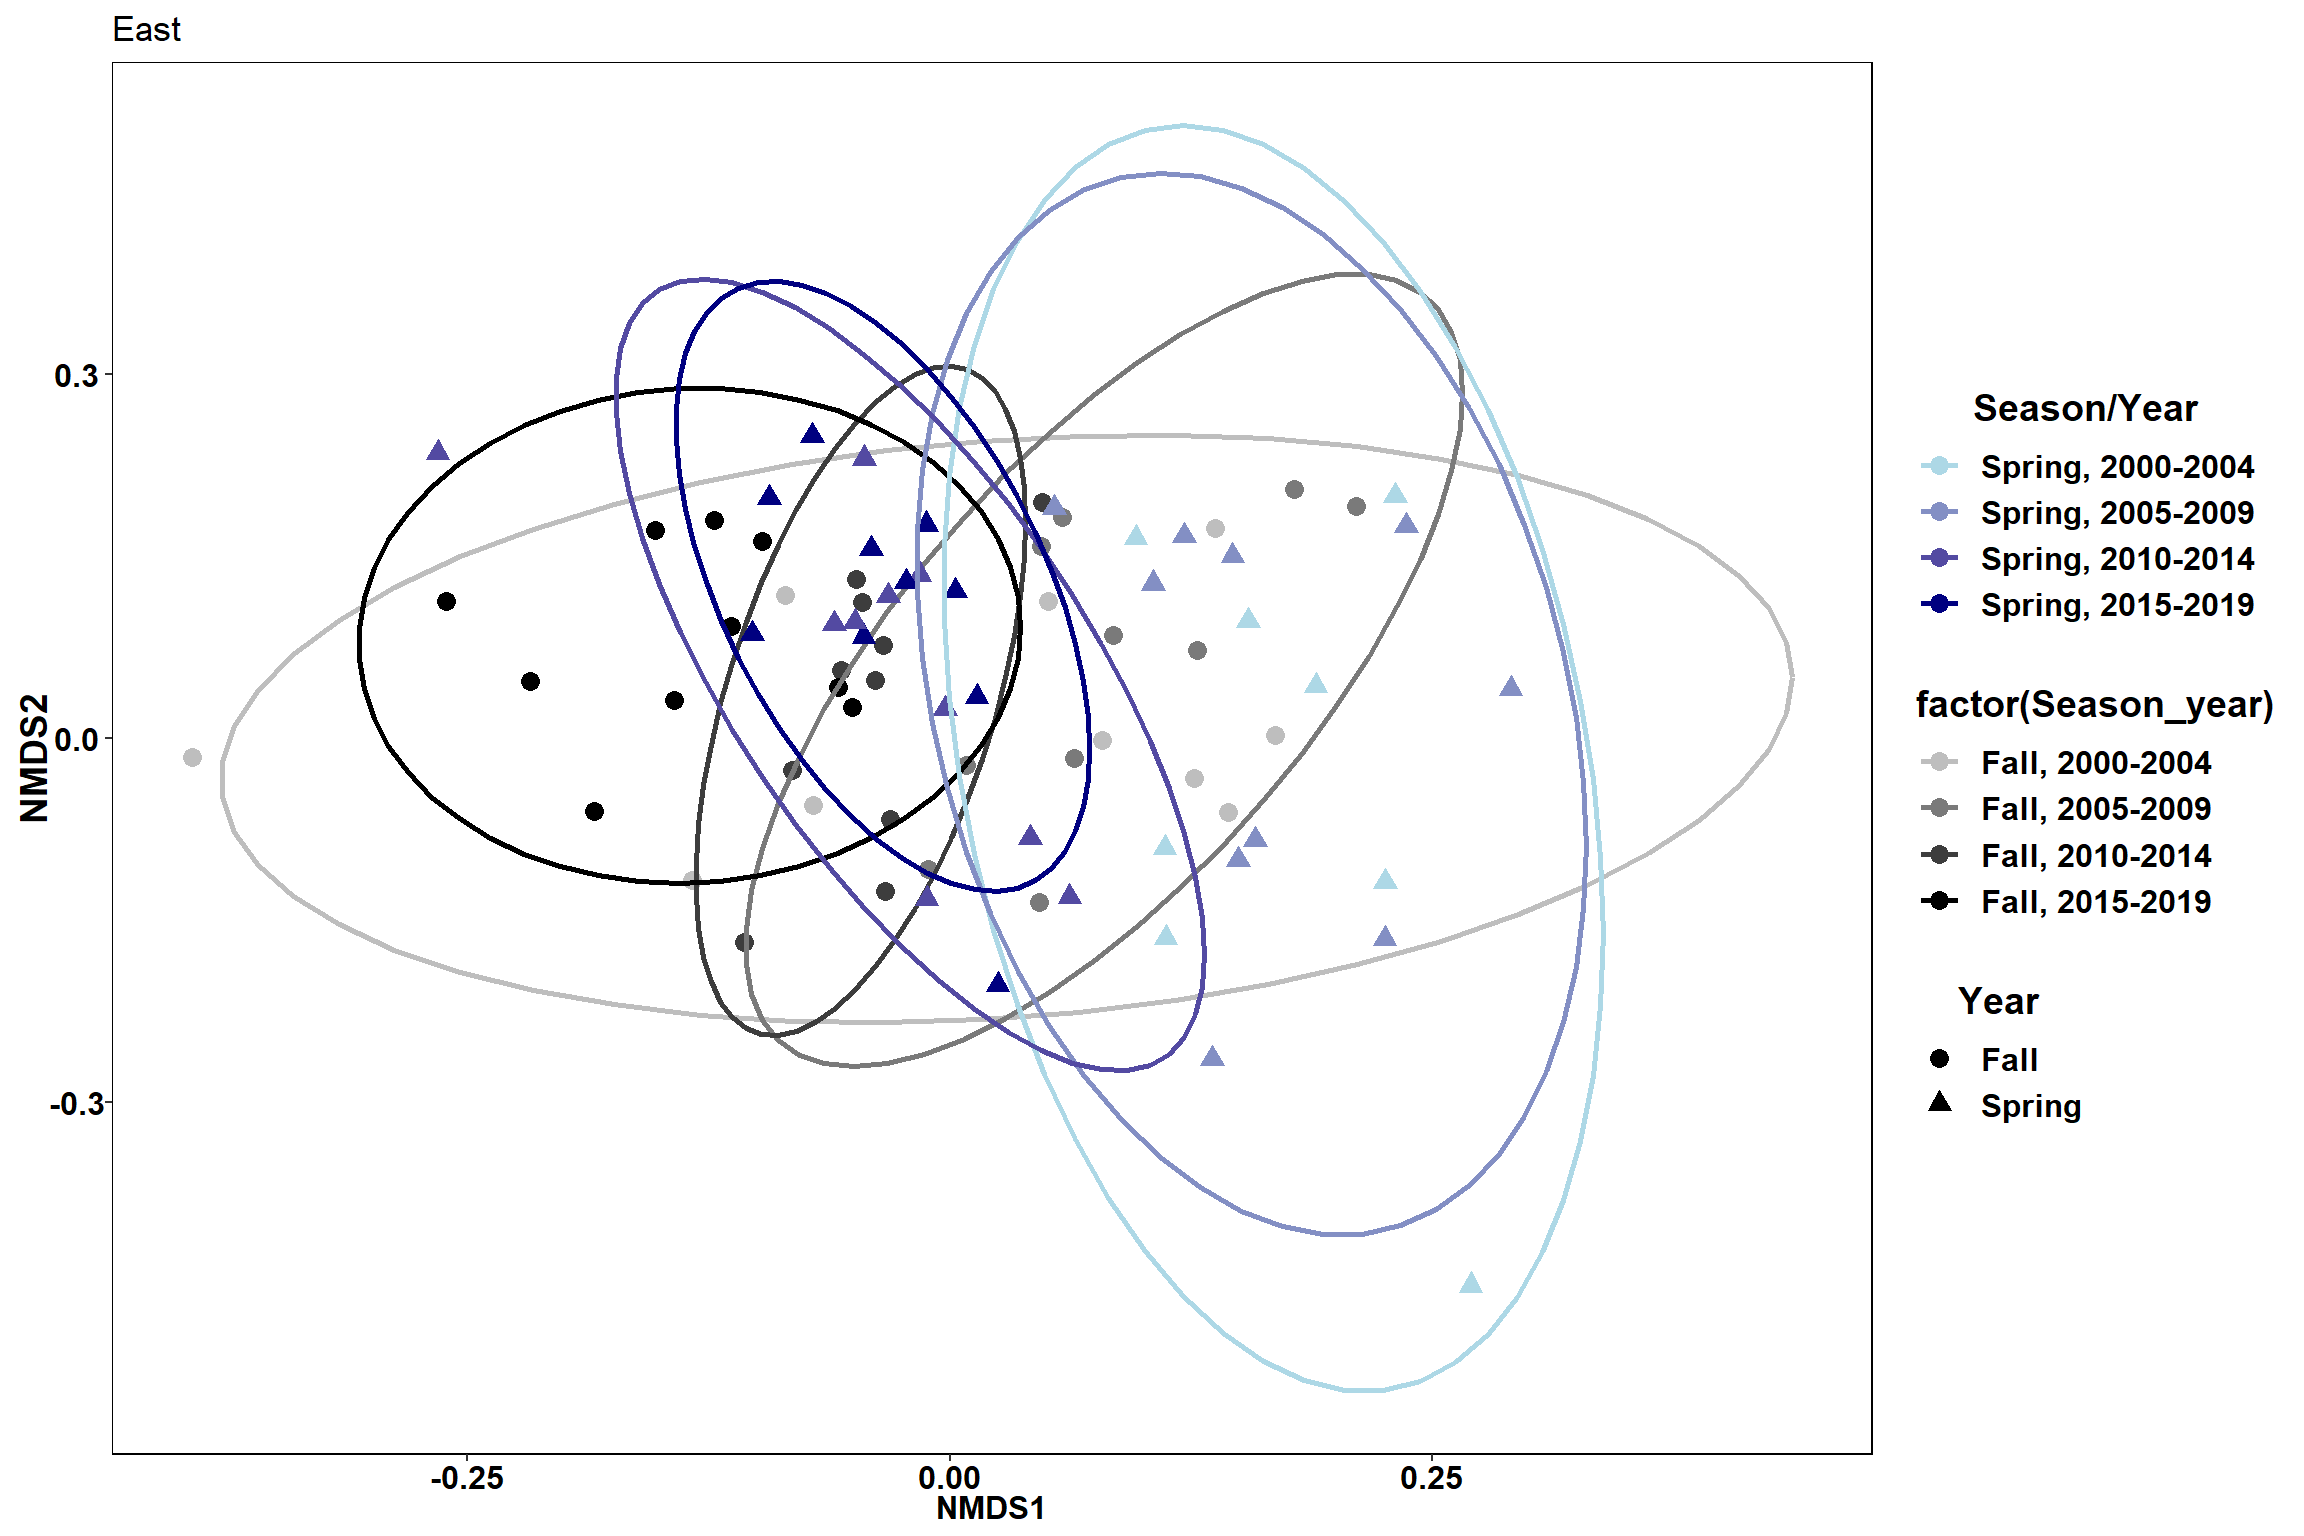 East
NMDS2
0.3
0.0
-0.3
-0.25
0.00
0.25
NMDS1
Season/Year
Spring, 2000-2004
Spring, 2005-2009
Spring, 2010-2014
Spring, 2015-2019
factor(Season_year)
Fall, 2000-2004
Fall, 2005-2009
Fall, 2010-2014
Fall, 2015-2019
Year
Fall
Spring